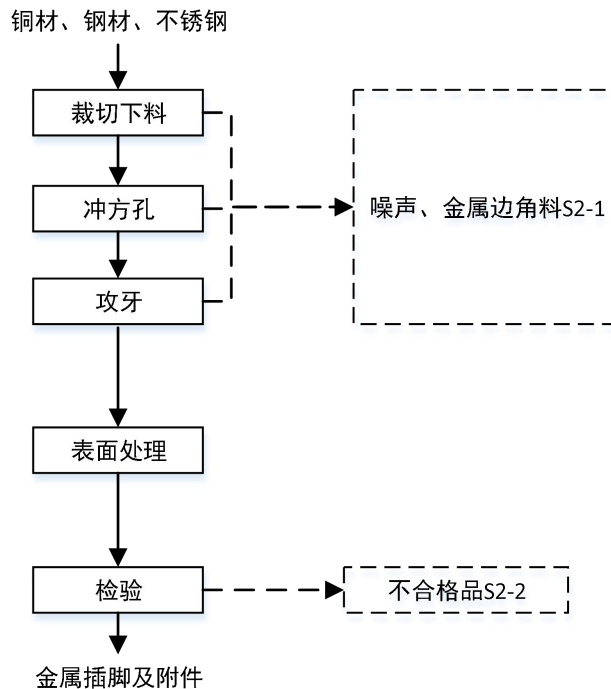 铜材、钢材、不锈钢
裁切下料
冲方孔
噪声、金属边角料S2-1
攻牙
表面处理
检验
不合格品S2-2
金属插脚及附件